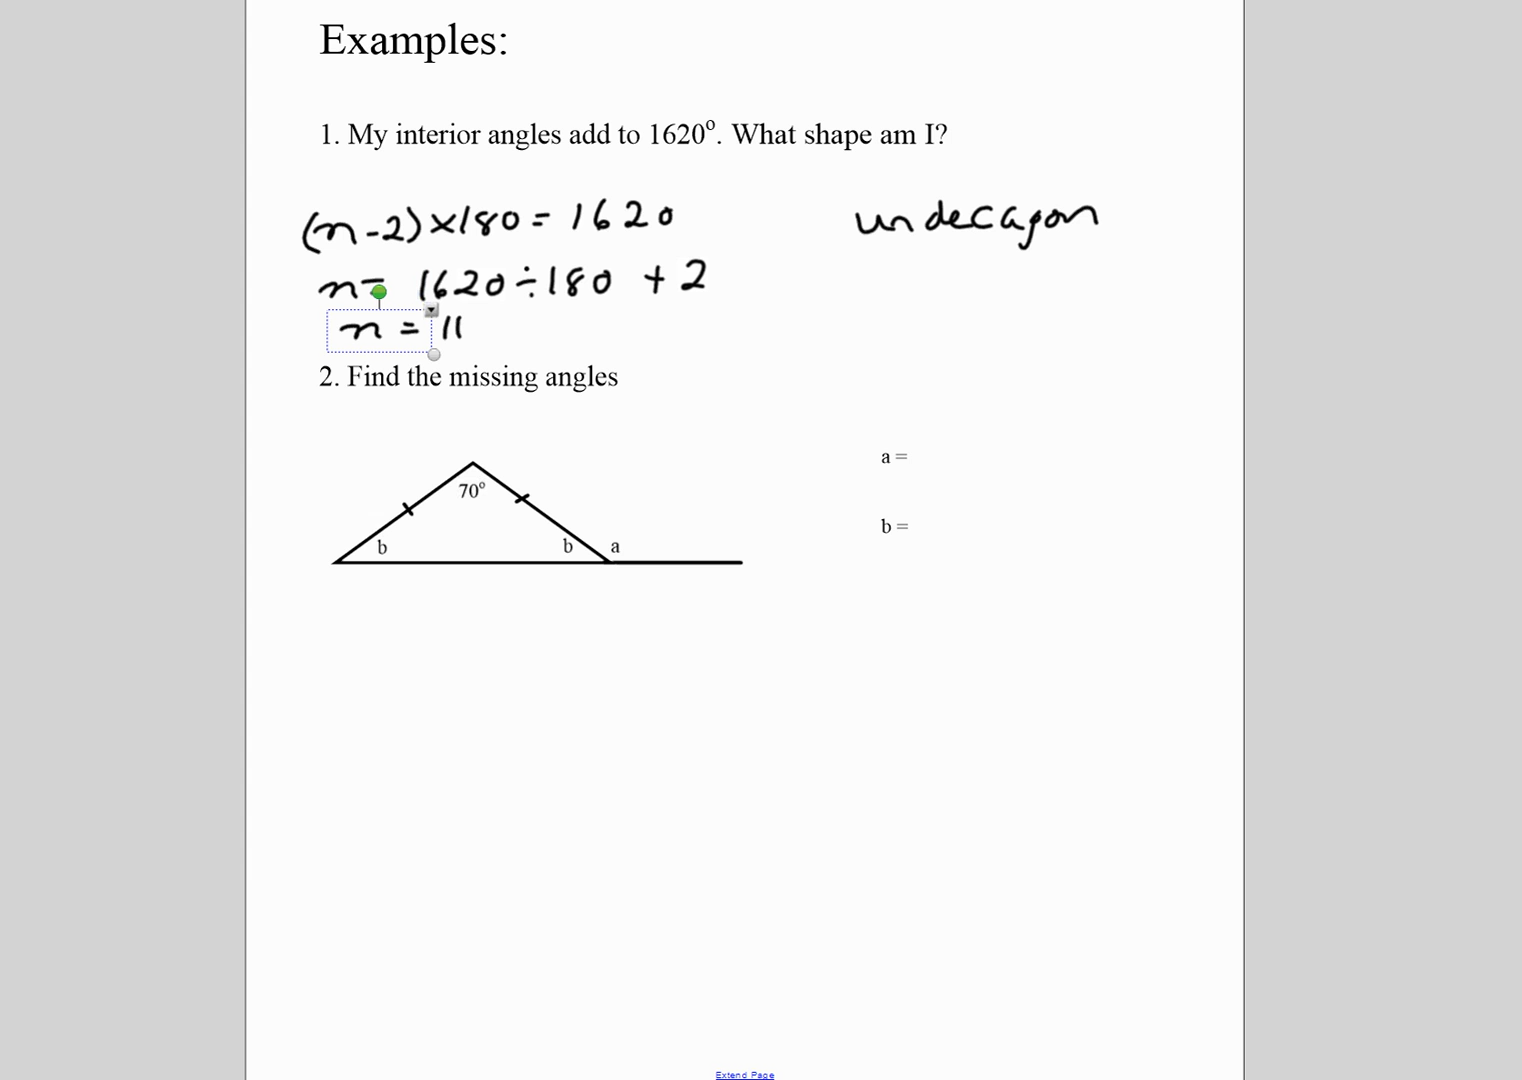 Examples:
1. My interior angles add to 1620°. What shape am I?
(n-2)×180 = 1620
undecagon
n= 1620÷180 + 2
n = 11
2. Find the missing angles
a =
70°
b =
b
b
a
Extend Page